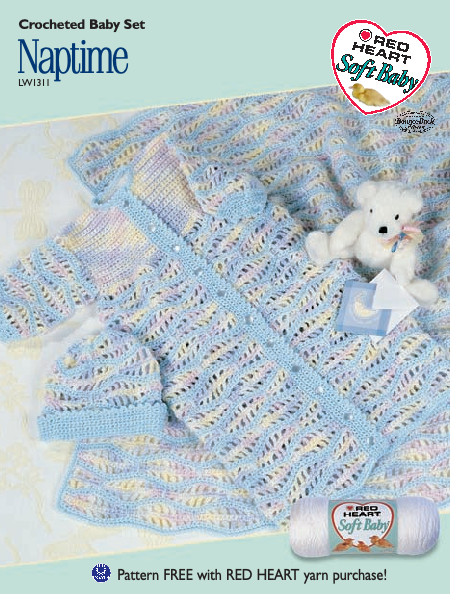 Crocheted Baby Set
Naptime
LW1311
RED
HEART
Soft Baby
RED
HEART
Soft Baby
Pattern FREE with RED HEART yarn purchase!